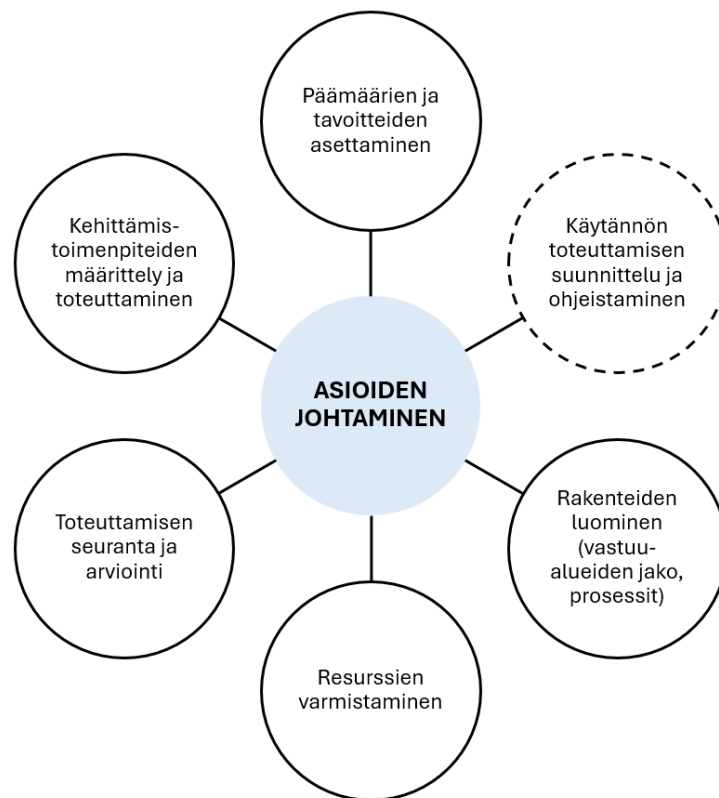 Päämäärien ja
tavoitteiden
asettaminen
Käytännön
toteuttamisen
suunnittelu ja
ohjeistaminen
Rakenteiden
luominen
(vastuu-
alueiden jako,
prosessit)
Resurssien
varmistaminen
Toteuttamisen
seuranta ja
arviointi
Kehittämis-
toimenpiteiden
määrittely ja
toteuttaminen
ASIOIDEN
JOHTAMINEN